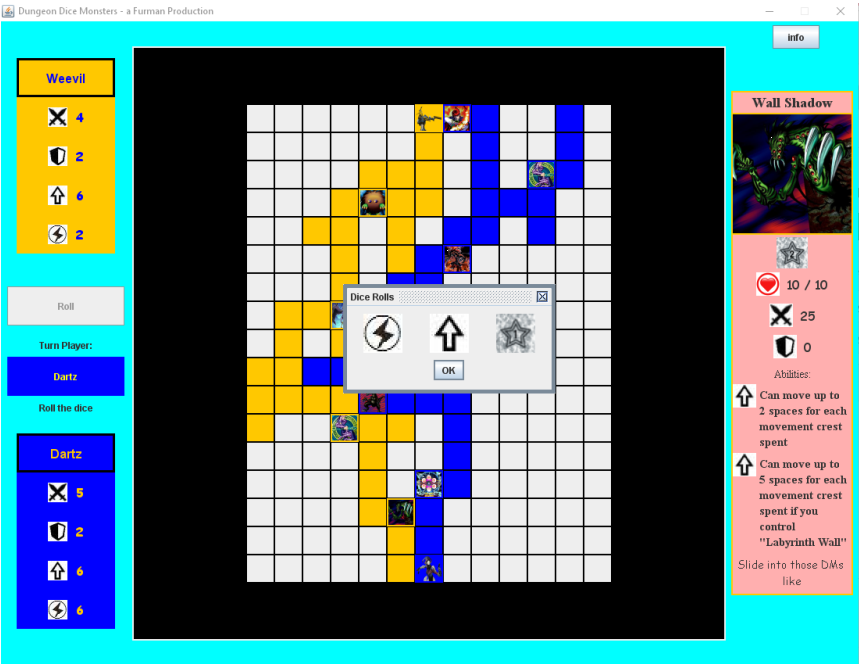 Dungeon Dice Monsters - a Furman Production
info
Weevil
4
2
6
2
Roll
Turn Player:
Dartz
Roll the dice
Dartz
5
2
6
6
Dice Rolls
1
OK
Wall Shadow
2
10 / 10
25
0
Abilities:
Can move up to
2 spaces for each
movement crest
spent
Can move up to
5 spaces for each
movement crest
spent if you
control
"Labyrinth Wall"
Slide into those DMs
like